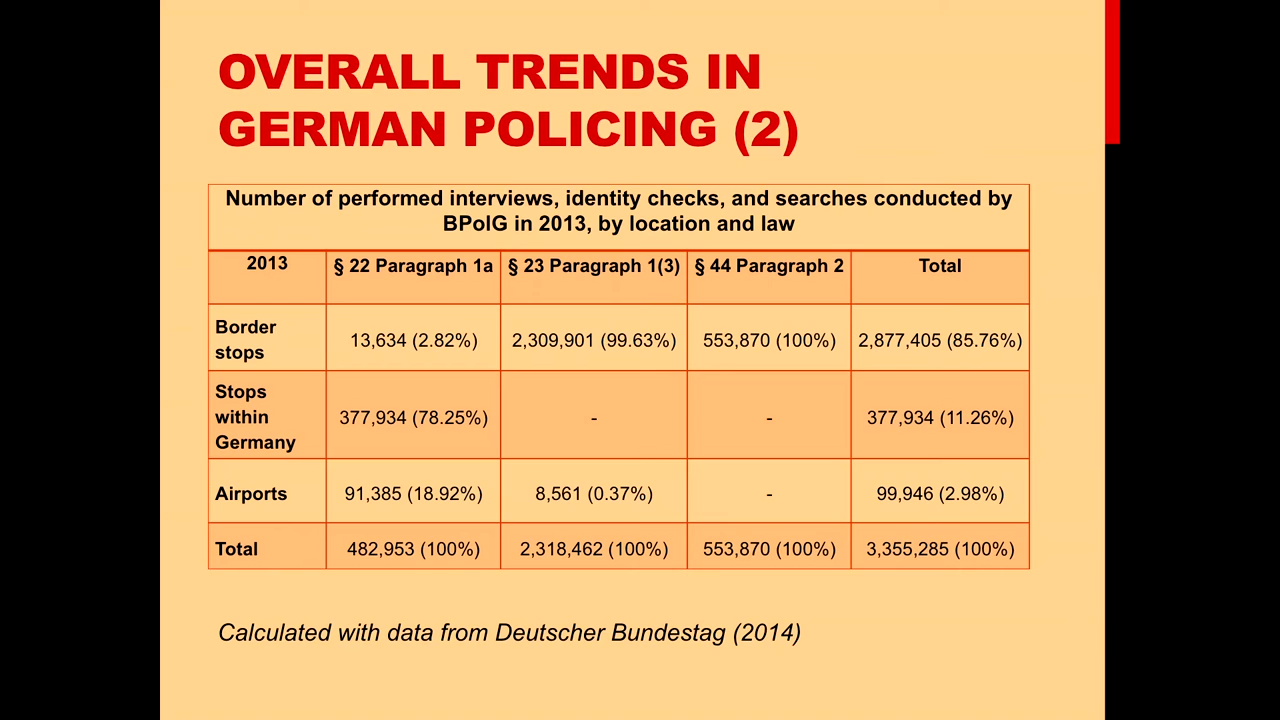 OVERALL TRENDS IN
GERMAN POLICING (2)
Number of performed interviews, identity checks, and searches conducted by
BPolG in 2013, by location and law
2013 § 22 Paragraph 1a § 23 Paragraph 1(3) § 44 Paragraph 2 Total
Border
stops
13,634 (2.82%) 2,309,901 (99.63%) 553,870 (100%) 2,877,405 (85.76%)
Stops
within
Germany
377,934 (78.25%) - - 377,934 (11.26%)
Airports 91,385 (18.92%) 8,561 (0.37%) - 99,946 (2.98%)
Total 482,953 (100%) 2,318,462 (100%) 553,870 (100%) 3,355,285 (100%)
Calculated with data from Deutscher Bundestag (2014)